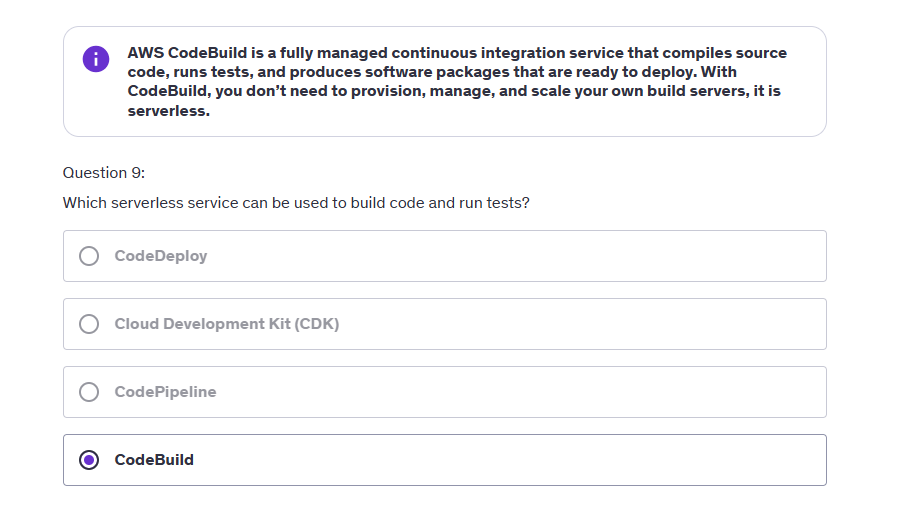 AWS CodeBuild is a fully managed continuous integration service that compiles source
code, runs tests, and produces software packages that are ready to deploy. With
CodeBuild, you don’t need to provision, manage, and scale your own build servers, it is
serverless.
Question 9:
Which serverless service can be used to build code and run tests?
CodeDeploy
Cloud Development Kit (CDK)
CodePipeline
CodeBuild